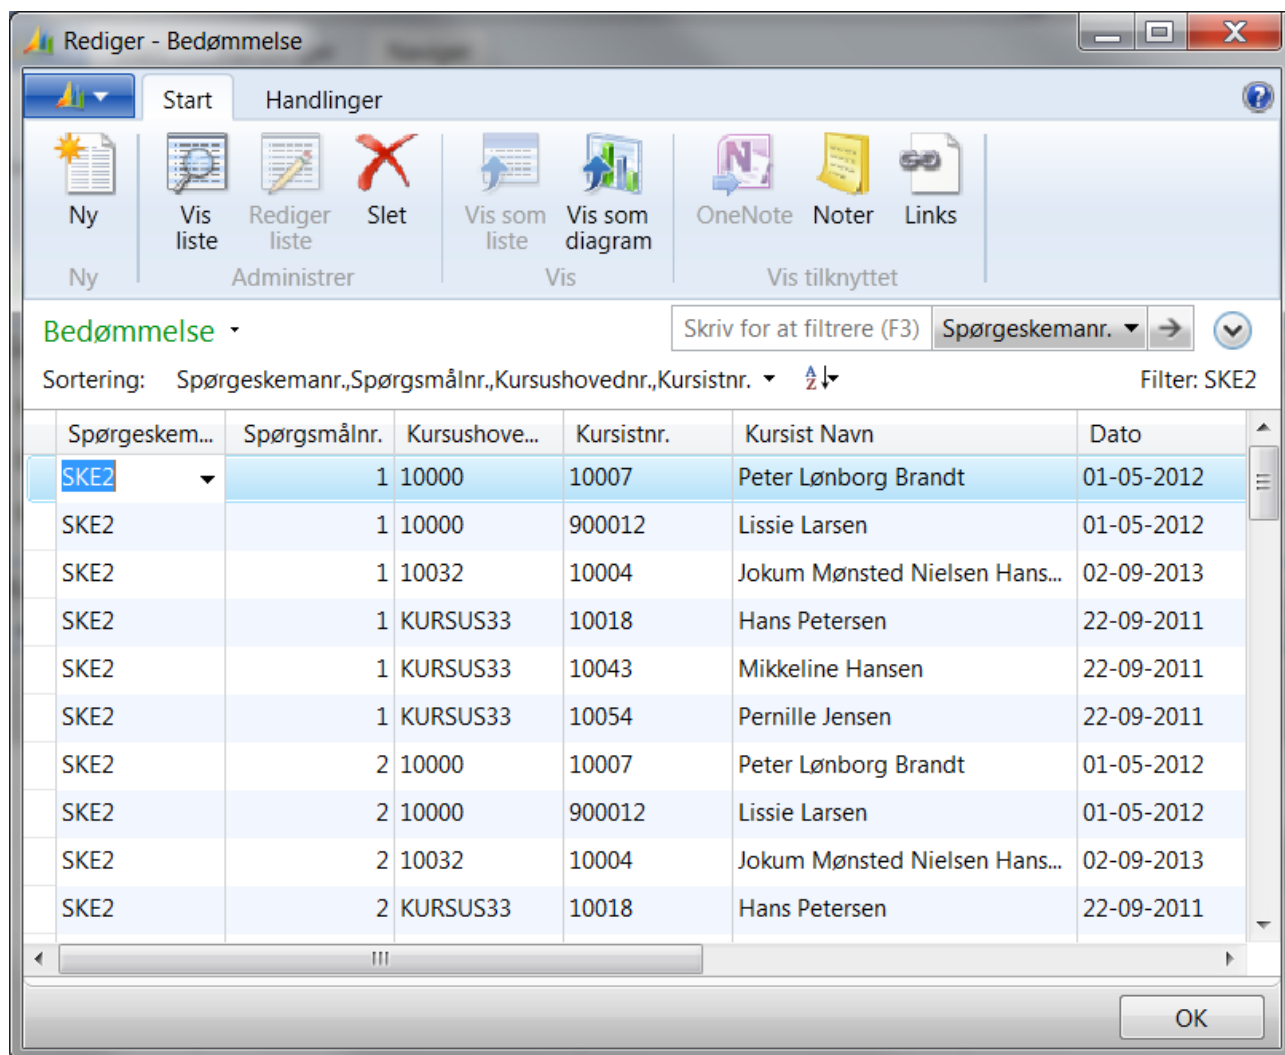 Rediger - Bedømmelse
Start Handlinger
Ny Vis liste Rediger liste Slet Vis som liste Vis som diagram OneNote Noter Links
Ny Administrer Vis Vis tilknyttet
Bedømmelse Skriv for at filtrere (F3) Spørgeskemanr.
Sortering: Spørgeskemanr.,Spørgsmålnr.,Kursushovednr.,Kursistnr. Filter: SKE2
Spørgeskem... Spørgsmålnr. Kursushove... Kursistnr. Kursist Navn Dato
SKE2 1 10000 10007 Peter Lønborg Brandt 01-05-2012
SKE2 1 10000 900012 Lissie Larsen 01-05-2012
SKE2 1 10032 10004 Jokum Mønsted Nielsen Hans... 02-09-2013
SKE2 1 KURSUS33 10018 Hans Petersen 22-09-2011
SKE2 1 KURSUS33 10043 Mikkeline Hansen 22-09-2011
SKE2 1 KURSUS33 10054 Pernille Jensen 22-09-2011
SKE2 2 10000 10007 Peter Lønborg Brandt 01-05-2012
SKE2 2 10000 900012 Lissie Larsen 01-05-2012
SKE2 2 10032 10004 Jokum Mønsted Nielsen Hans... 02-09-2013
SKE2 2 KURSUS33 10018 Hans Petersen 22-09-2011
OK